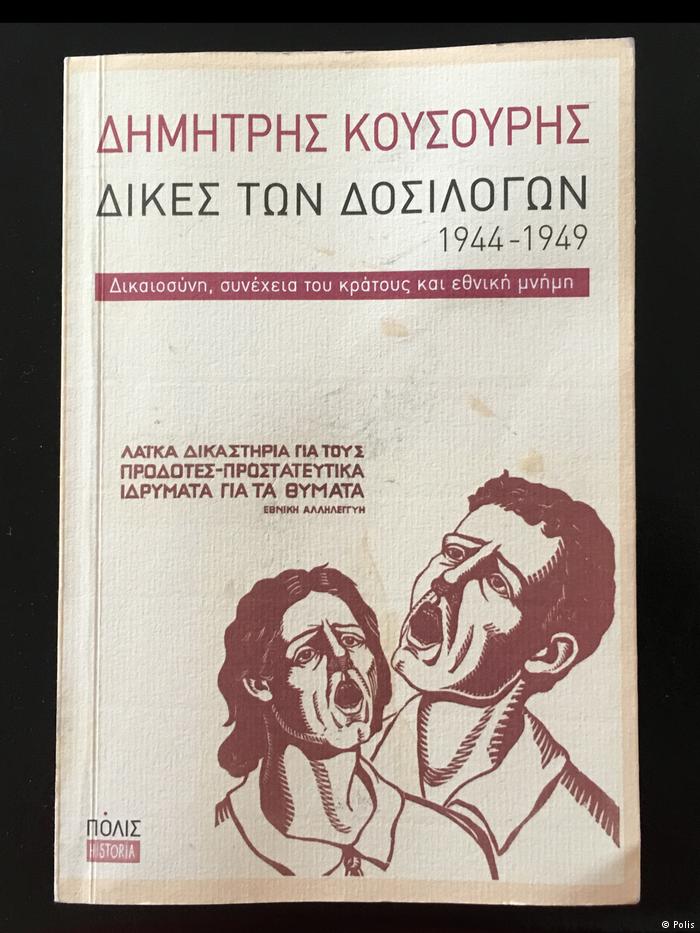 ΔΗΜΗΤΡΗΣ ΚΟΥΣΟΥΡΗΣ
ΔΙΚΕΣ ΤΩΝ ΔΟΣΙΛΟΓΩΝ
1944-1949
Δικαιοσύνη, συνέχεια του κράτους και εθνική μνήμη
ΛΑΪΚΑ ΔΙΚΑΣΤΗΡΙΑ ΓΙΑ ΤΟΥΣ
ΠΡΟΔΟΤΕΣ-ΠΡΟΣΤΑΤΕΥΤΙΚΑ
ΙΔΡΥΜΑΤΑ ΓΙΑ ΤΑ ΘΥΜΑΤΑ
ΕΘΝΙΚΗ ΑΛΛΗΛΕΓΓΥΗ
ΠΌΛΙΣ
HISTORIA
© Polis